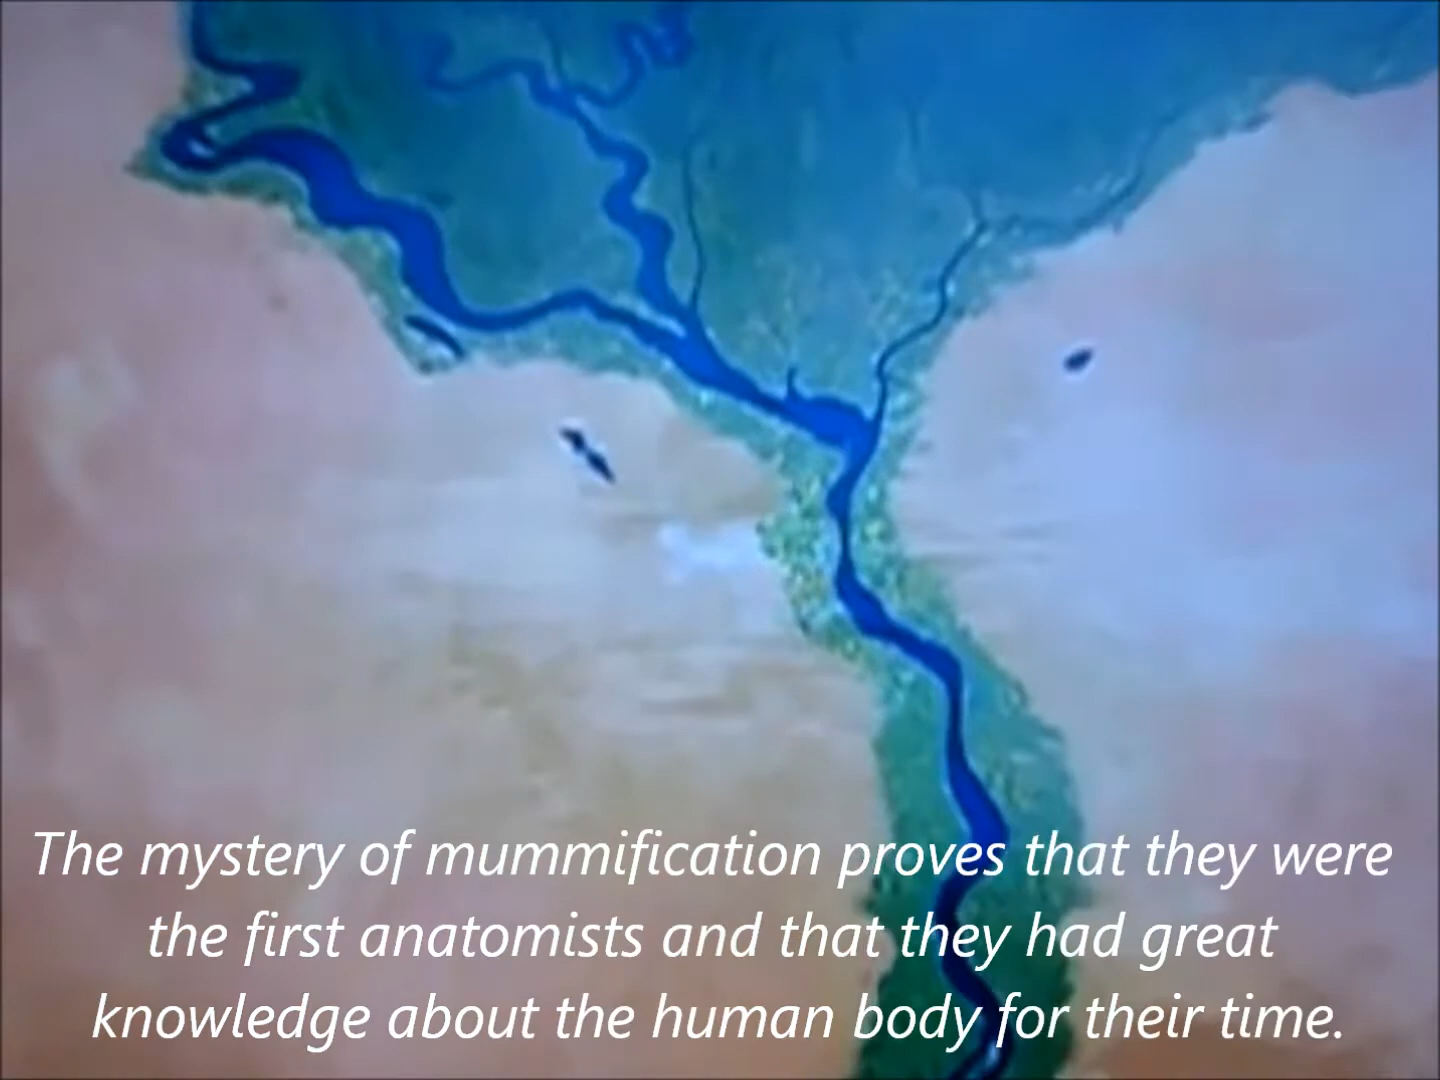 The mystery of mummification proves that they were
the first anatomists and that they had great
knowledge about the human body for their time.